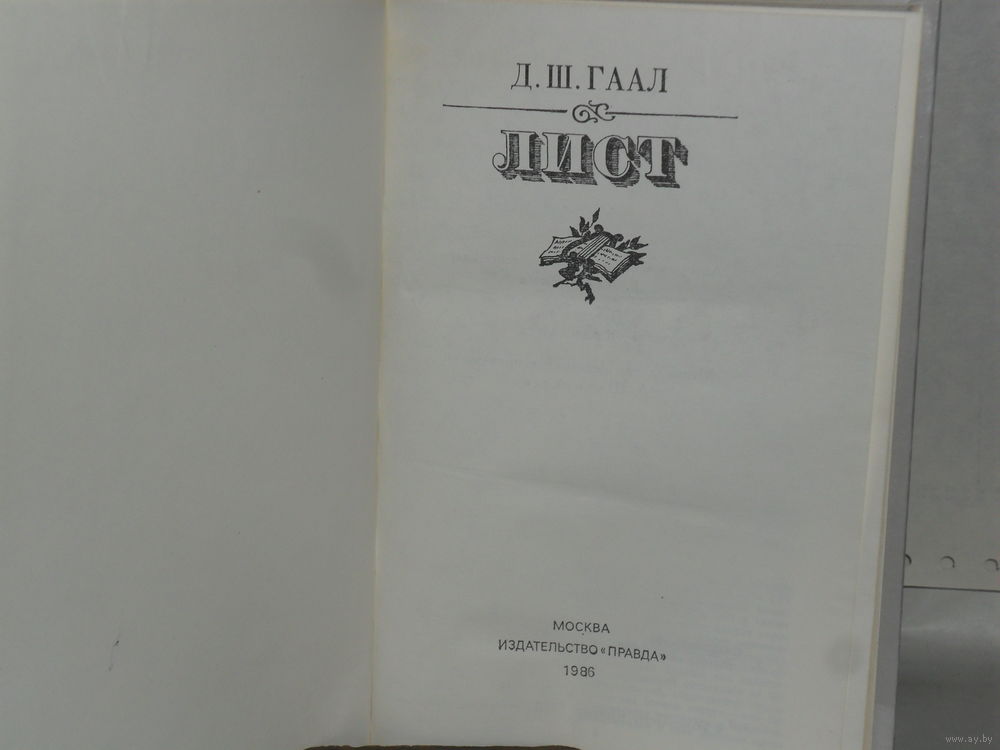 Д. Ш. ГААЛ
ЛИСТ
МОСКВА
ИЗДАТЕЛЬСТВО «ПРАВДА»
1986
www.ay.by